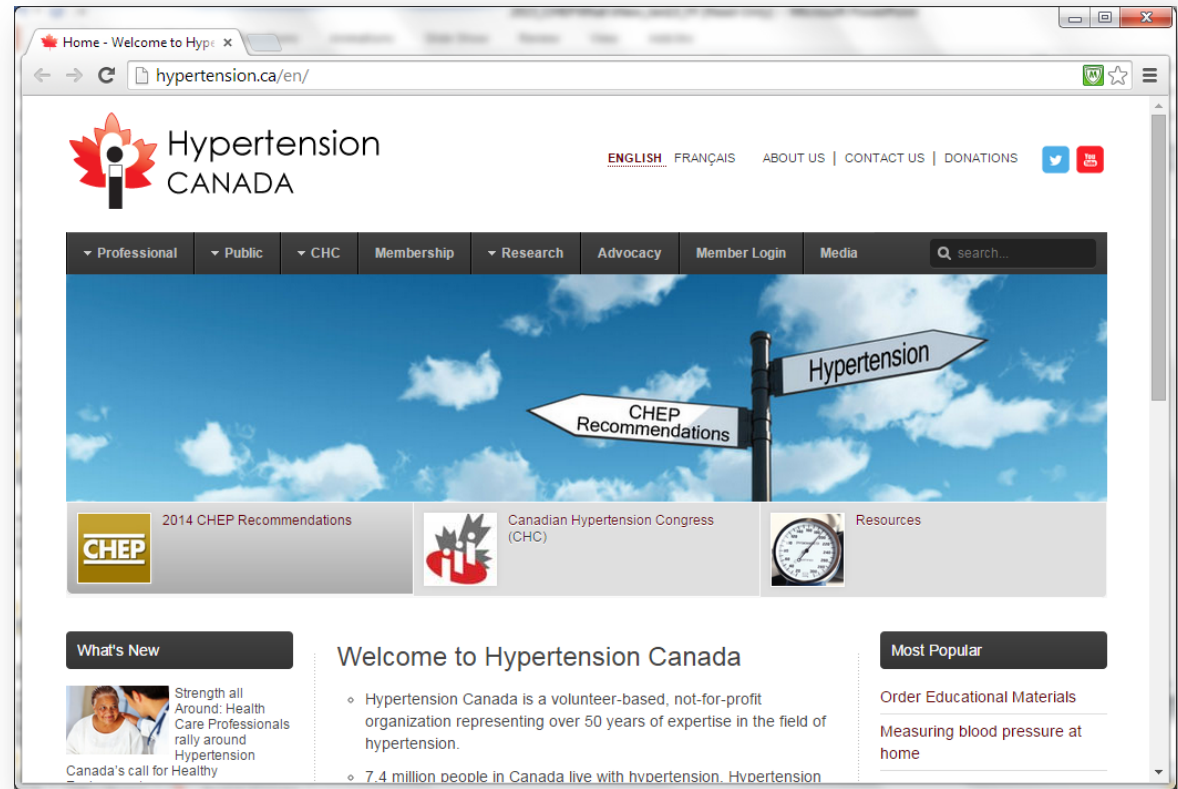 Home - Welcome to Hype
hypertension.ca/en/
Hypertension
CANADA
ENGLISH FRANÇAIS ABOUT US | CONTACT US | DONATIONS
You
Tube
Professional Public CHC Membership Research Advocacy Member Login Media search...
Hypertension
CHEP
Recommendations
CHEP
2014 CHEP Recommendations
Canadian Hypertension Congress
(CHC)
Resources
What's New
Strength all
Around: Health
Care Professionals
rally around
Hypertension
Canada's call for Healthy
Welcome to Hypertension Canada
Hypertension Canada is a volunteer-based, not-for-profit
organization representing over 50 years of expertise in the field of
hypertension.
7.4 million people in Canada live with hypertension. Hypertension
Most Popular
Order Educational Materials
Measuring blood pressure at
home